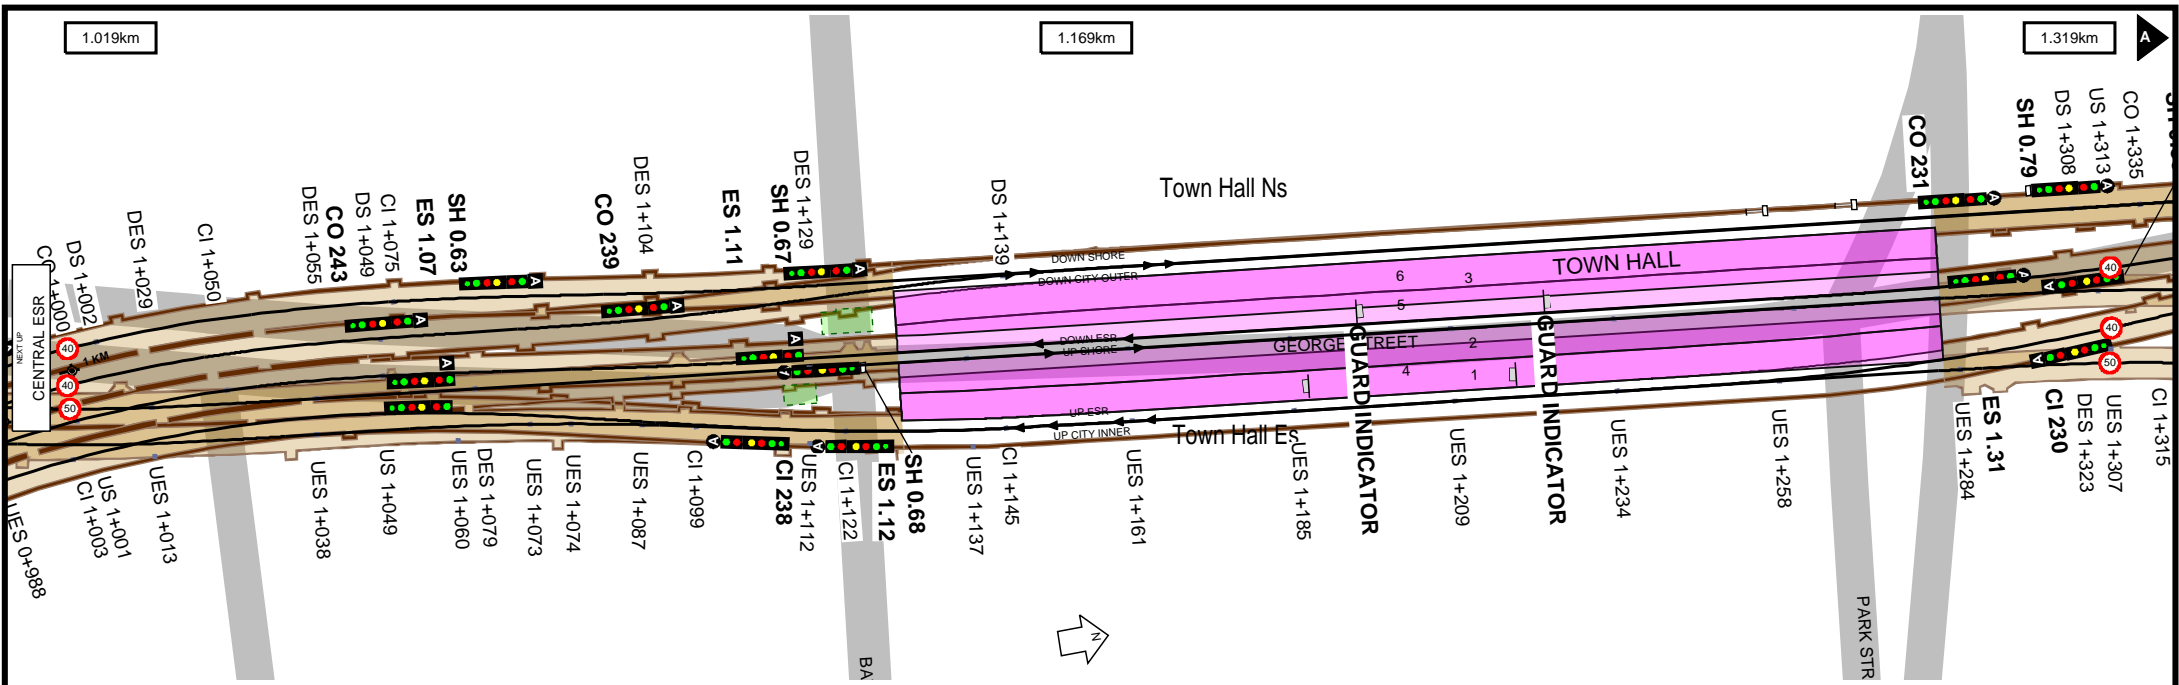 1.019km
1.169km
1.319km
A
DES 1+029
CI 1+050
DES 1+055
CO 243
DS 1+049
CI 1+075
ES 1.07
SH 0.63
CO 239
DES 1+104
ES 1.11
SH 0.67
DES 1+129
DS 1+139
Town Hall Ns
CO 231
SH 0.79
DS 1+308
US 1+313
CO 1+335
CO 1+000
DS 1+002
NEXT UP
CENTRAL ESR
1 KM
40
40
50
A
A
A
A
A
A
A
A
A
A
A
A
A
A
40
40
50
DOWN SHORE
DOWN CITY OUTER
DOWN ESR
UP SHORE
UP ESR
UP CITY INNER
TOWN HALL
6
3
5
2
4
1
GEORGE STREET
GUARD INDICATOR
GUARD INDICATOR
Town Hall Es
UES 0+988
CI 1+003
US 1+001
UES 1+013
UES 1+038
US 1+049
UES 1+060
DES 1+079
UES 1+073
UES 1+074
UES 1+087
CI 1+099
CI 238
UES 1+112
CI 1+122
ES 1.12
SH 0.68
UES 1+137
CI 1+145
UES 1+161
UES 1+185
UES 1+209
UES 1+234
UES 1+258
UES 1+284
ES 1.31
CI 230
DES 1+323
UES 1+307
CI 1+315
BA
N
PARK STR